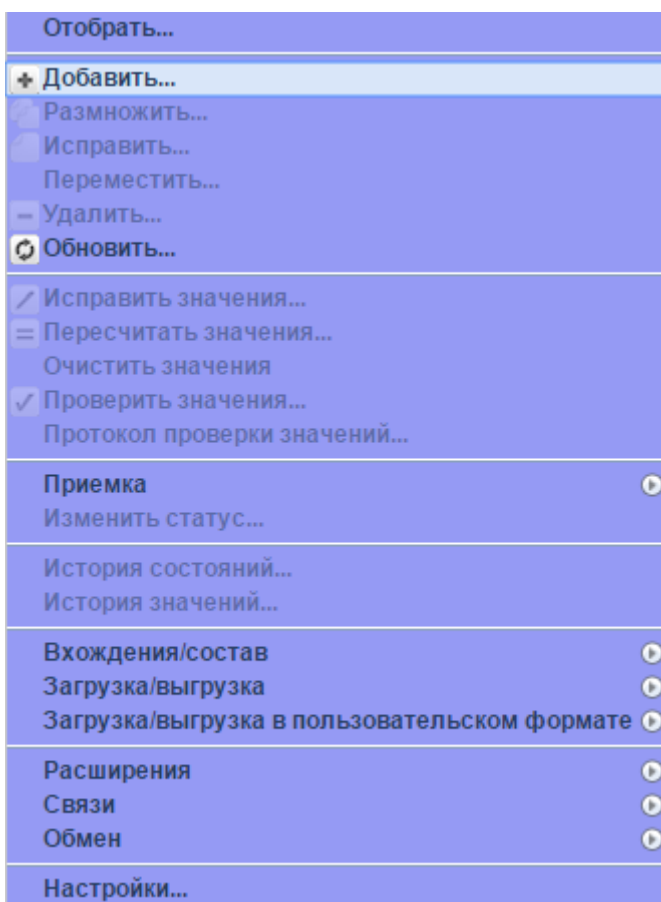 Отобрать...
Добавить...
Размножить...
Исправить...
Переместить...
Удалить...
Обновить...
Исправить значения...
Пересчитать значения...
Очистить значения
Проверить значения...
Протокол проверки значений...
Приемка
Изменить статус...
История состояний...
История значений...
Вхождения/состав
Загрузка/выгрузка
Загрузка/выгрузка в пользовательском формате
Расширения
Связи
Обмен
Настройки...